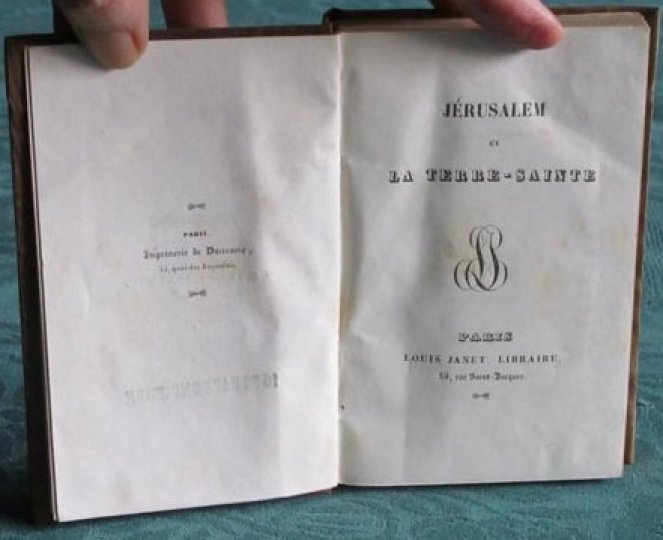 PARIS
Imprimerie de Ducessois,
55, quai des Augustins.
JÉRUSALEM
ET
LA TERRE-SAINTE
PARIS
LOUIS JANET, LIBRAIRE,
59, rue Saint-Jacques.